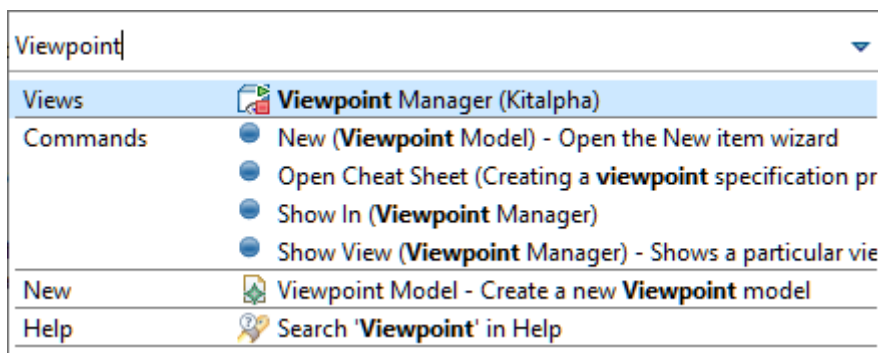 Viewpoint
Views Viewpoint Manager (Kitalpha)
Commands New (Viewpoint Model) - Open the New item wizard
Open Cheat Sheet (Creating a viewpoint specification pr
Show In (Viewpoint Manager)
Show View (Viewpoint Manager) - Shows a particular vie
New Viewpoint Model - Create a new Viewpoint model
Help Search 'Viewpoint' in Help